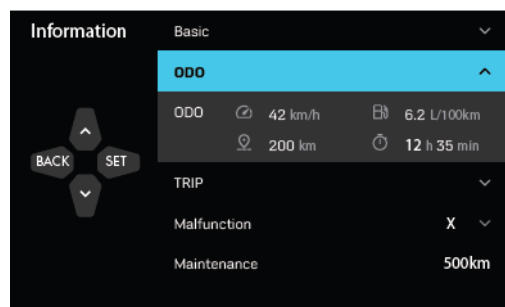 Information
Basic
ODO
ODO 42 km/h 6.2 L/100km
200 km 12 h 35 min
BACK SET
TRIP
Malfunction X
Maintenance 500km